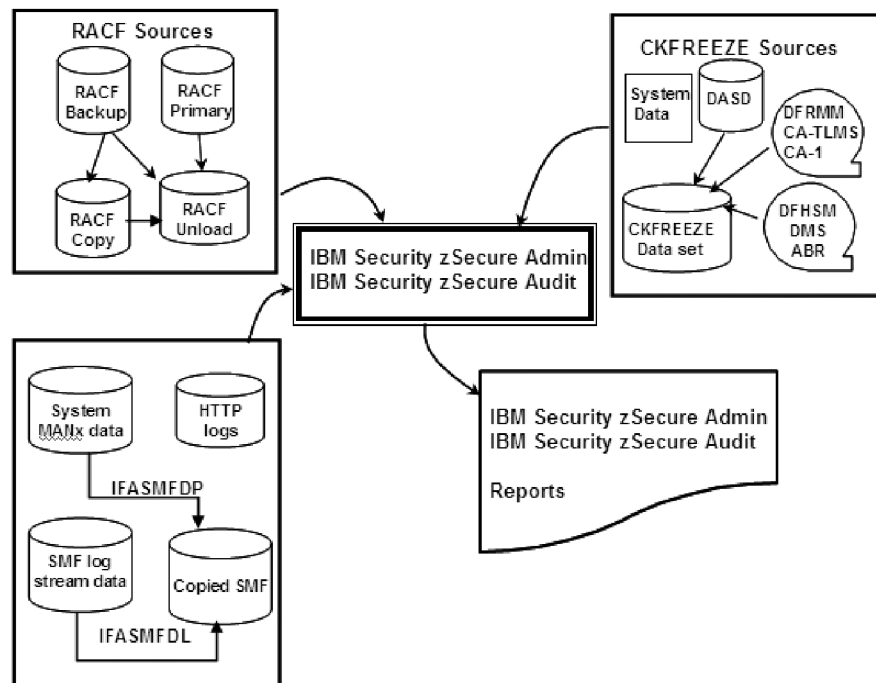 RACF Sources
RACF
Backup
RACF
Primary
RACF
Copy
RACF
Unload
CKFREEZE Sources
System
Data
DASD
DFRMM
CA-TLMS
CA-1
CKFREEZE
Data set
DFHSM
DMS
ABR
IBM Security zSecure Admin
IBM Security zSecure Audit
System
MANx data
HTTP
logs
IFASMFDP
SMF log
stream data
Copied SMF
IFASMFDL
IBM Security zSecure Admin
IBM Security zSecure Audit
Reports